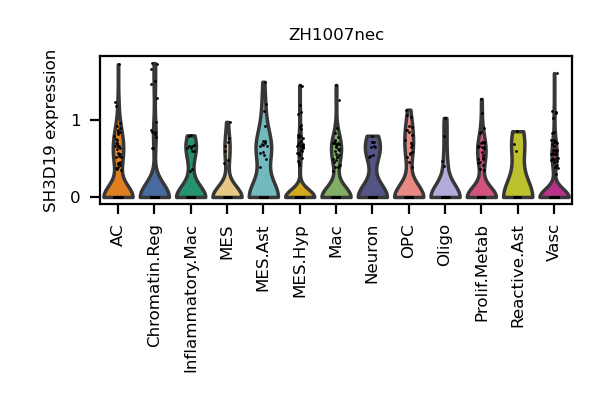 ZH1007nec
SH3D19 expression
1
0
AC
Chromatin.Reg
Inflammatory.Mac
MES
MES.Ast
MES.Hyp
Mac
Neuron
OPC
Oligo
Prolif.Metab
Reactive.Ast
Vasc